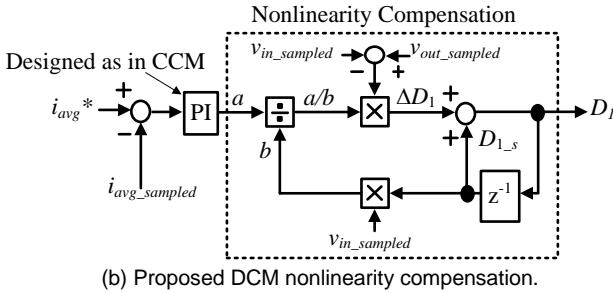 Nonlinearity Compensation
v_in_sampled
v_out_sampled
− +
Designed as in CCM
+
i_avg*
−
PI
a
÷
a/b
×
ΔD_1
+
+
D_1
b
D_1_s
i_avg_sampled
×
z^-1
v_in_sampled
(b) Proposed DCM nonlinearity compensation.